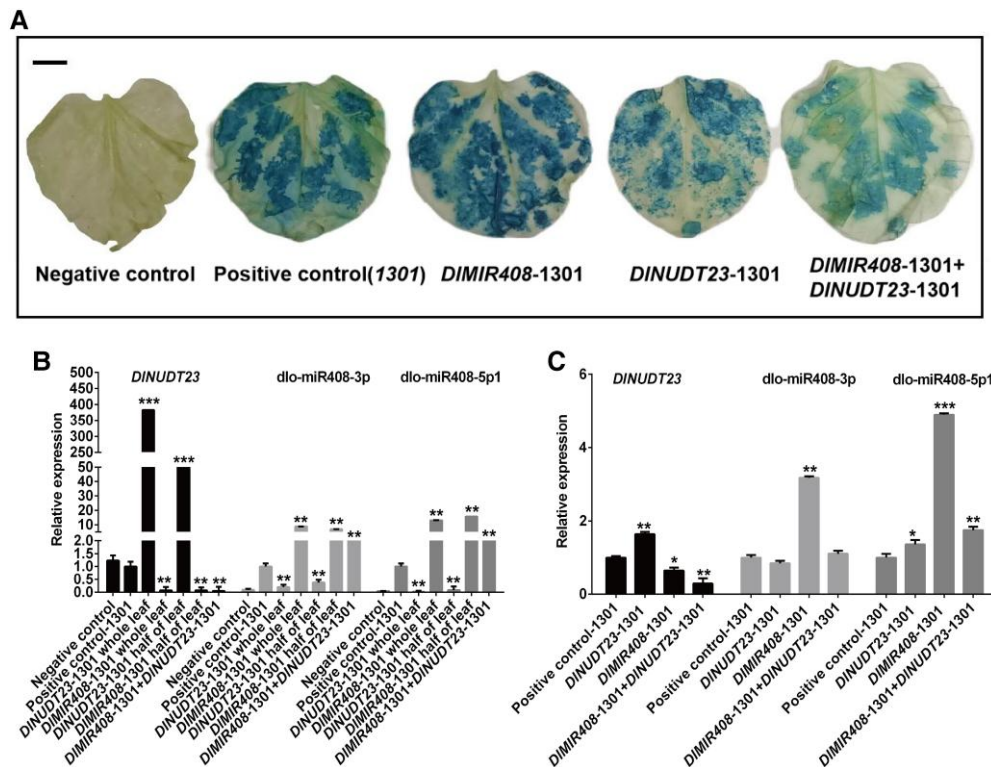 A
Negative control
Positive control(1301)
DlMIR408-1301
DlNUDT23-1301
DlMIR408-1301+
DlNUDT23-1301
B
DlNUDT23
dlo-miR408-3p
dlo-miR408-5p1
Relative expression
500
450
400
350
300
250
200
50
40
30
20
10
2.0
1.5
1.0
0.5
0.0
***
**
***
**
**
**
**
**
**
**
**
**
**
**
Negative control
Positive control-1301
DlNUDT23-1301 whole leaf
DlMIR408-1301 whole leaf
DlNUDT23-1301 half of leaf
DlMIR408-1301 half of leaf
DlMIR408-1301+DlNUDT23-1301
Negative control
Positive control-1301
DlNUDT23-1301 whole leaf
DlMIR408-1301 whole leaf
DlNUDT23-1301 half of leaf
DlMIR408-1301 half of leaf
DlMIR408-1301+DlNUDT23-1301
Negative control
Positive control-1301
DlNUDT23-1301 whole leaf
DlMIR408-1301 whole leaf
DlNUDT23-1301 half of leaf
DlMIR408-1301 half of leaf
DlMIR408-1301+DlNUDT23-1301
C
DlNUDT23
dlo-miR408-3p
dlo-miR408-5p1
Relative expression
6
4
2
0
**
*
**
**
*
***
**
Positive control-1301
DlNUDT23-1301
DlMIR408-1301
DlMIR408-1301+DlNUDT23-1301
Positive control-1301
DlNUDT23-1301
DlMIR408-1301
DlMIR408-1301+DlNUDT23-1301
Positive control-1301
DlNUDT23-1301
DlMIR408-1301
DlMIR408-1301+DlNUDT23-1301